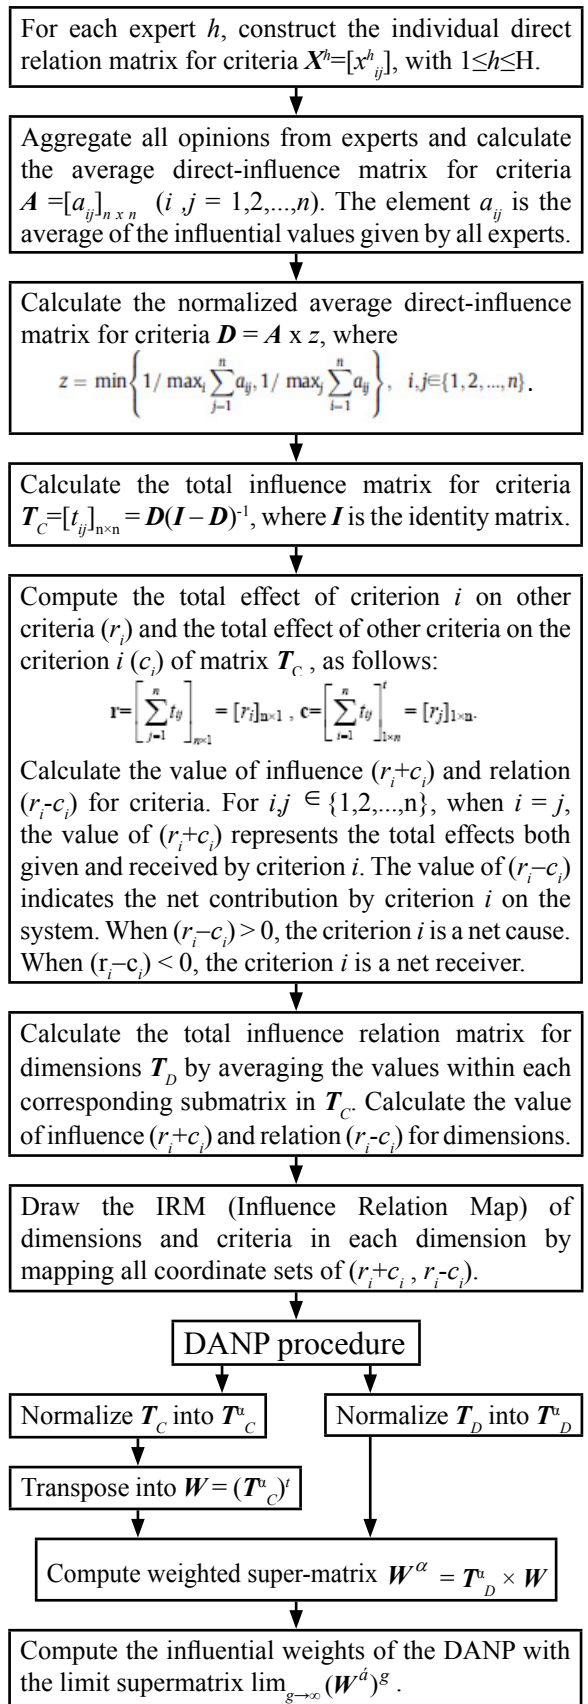 For each expert h, construct the individual direct
relation matrix for criteria X^h=[x^h_ij], with 1≤h≤H.
Aggregate all opinions from experts and calculate
the average direct-influence matrix for criteria
A =[a_ij]_n x n (i ,j = 1,2,...,n). The element a_ij is the
average of the influential values given by all experts.
Calculate the normalized average direct-influence
matrix for criteria D = A x z, where
z = min{1/ max_i ∑_{j=1}^{n} a_ij, 1/ max_j ∑_{i=1}^{n} a_ij}, i,j∈{1, 2, ..., n}.
Calculate the total influence matrix for criteria
T_C=[t_ij]_n×n = D(I – D)^-1, where I is the identity matrix.
Compute the total effect of criterion i on other
criteria (r_i) and the total effect of other criteria on the
criterion i (c_i) of matrix T_C , as follows:
r=[∑_{j=1}^{n} t_ij]_n×1 = [r_i]_n×1 , c=[∑_{i=1}^{n} t_ij]^t_1×n = [r_j]_1×n.
Calculate the value of influence (r_i+c_i) and relation
(r_i-c_i) for criteria. For i,j ∈ {1,2,...,n}, when i = j,
the value of (r_i+c_i) represents the total effects both
given and received by criterion i. The value of (r_i–c_i)
indicates the net contribution by criterion i on the
system. When (r_i–c_i) > 0, the criterion i is a net cause.
When (r_i–c_i) < 0, the criterion i is a net receiver.
Calculate the total influence relation matrix for
dimensions T_D by averaging the values within each
corresponding submatrix in T_C. Calculate the value
of influence (r_i+c_i) and relation (r_i-c_i) for dimensions.
Draw the IRM (Influence Relation Map) of
dimensions and criteria in each dimension by
mapping all coordinate sets of (r_i+c_i , r_i-c_i).
DANP procedure
Normalize T_C into T^α_C
Normalize T_D into T^α_D
Transpose into W = (T^α_C)^t
Compute weighted super-matrix W^α = T^α_D × W
Compute the influential weights of the DANP with
the limit supermatrix lim_g→∞ (W^á)^g .